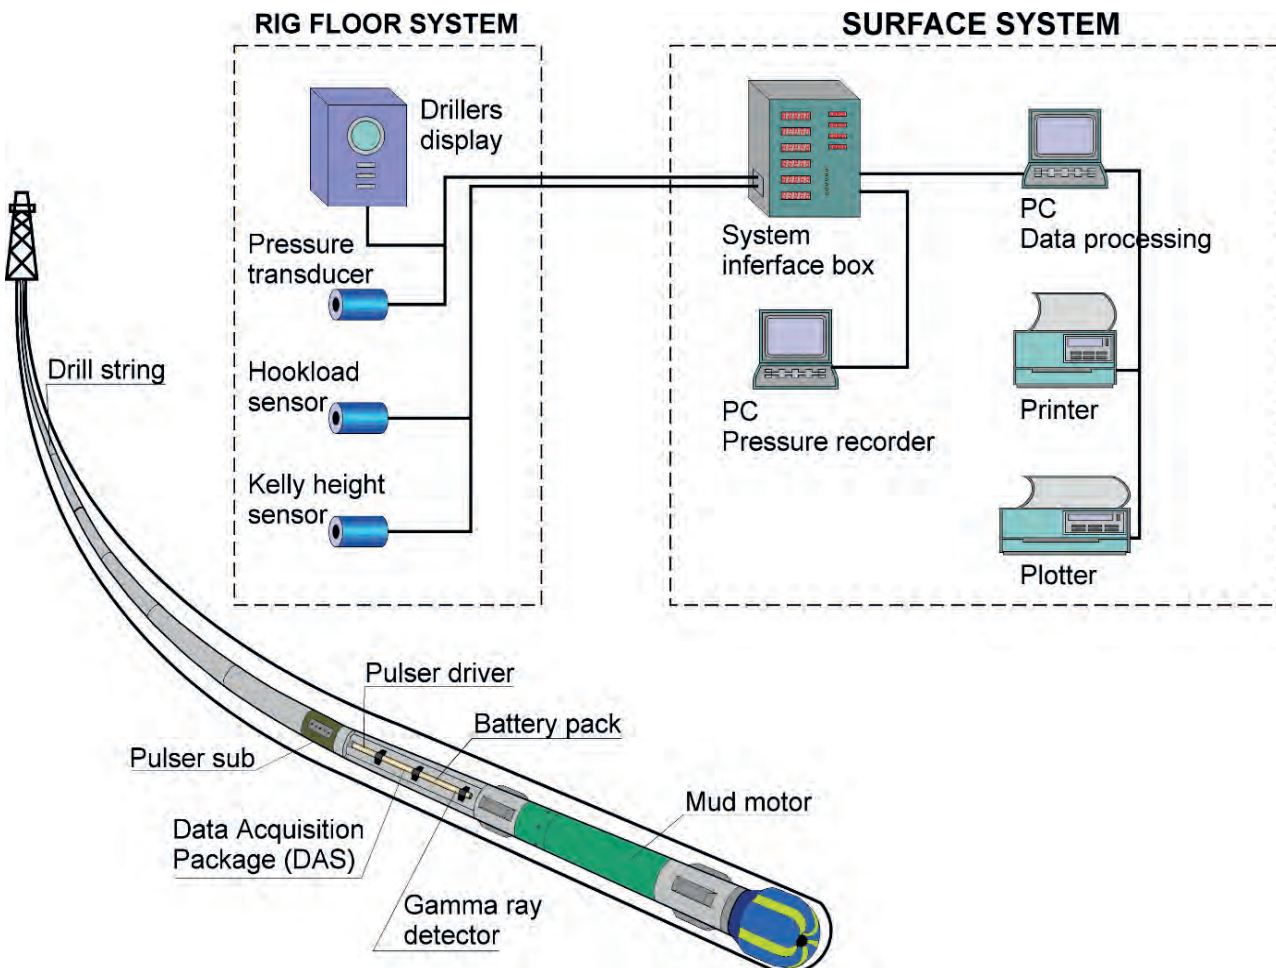 RIG FLOOR SYSTEM
SURFACE SYSTEM
Drillers
display
Pressure
transducer
Hookload
sensor
Kelly height
sensor
System
inferface box
PC
Data processing
PC
Pressure recorder
Printer
Plotter
Drill string
Pulser driver
Battery pack
Pulser sub
Mud motor
Data Acquisition
Package (DAS)
Gamma ray
detector